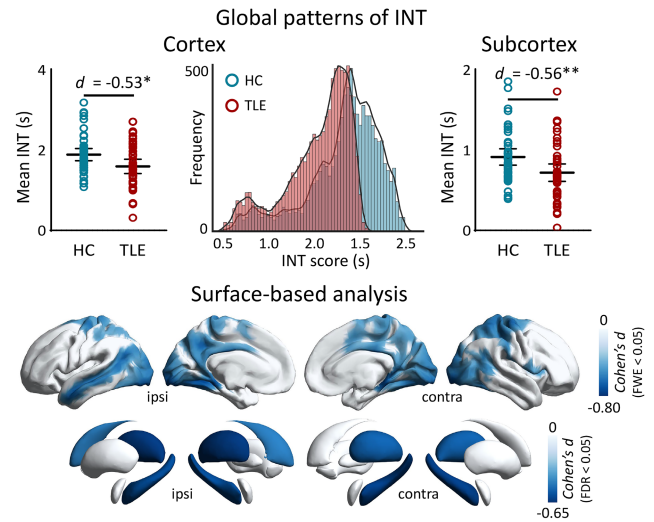 Global patterns of INT
Cortex
Subcortex
d = -0.53*
4
2
0
Mean INT (s)
HC
TLE
500
0
Frequency
HC
TLE
0.5
1.0
2.0
1.5
2.5
INT score (s)
d = -0.56**
2
1
0
Mean INT (s)
HC
TLE
Surface-based analysis
ipsi
contra
0
-0.80
Cohen's d
(FWE < 0.05)
ipsi
contra
0
-0.65
Cohen's d
(FDR < 0.05)